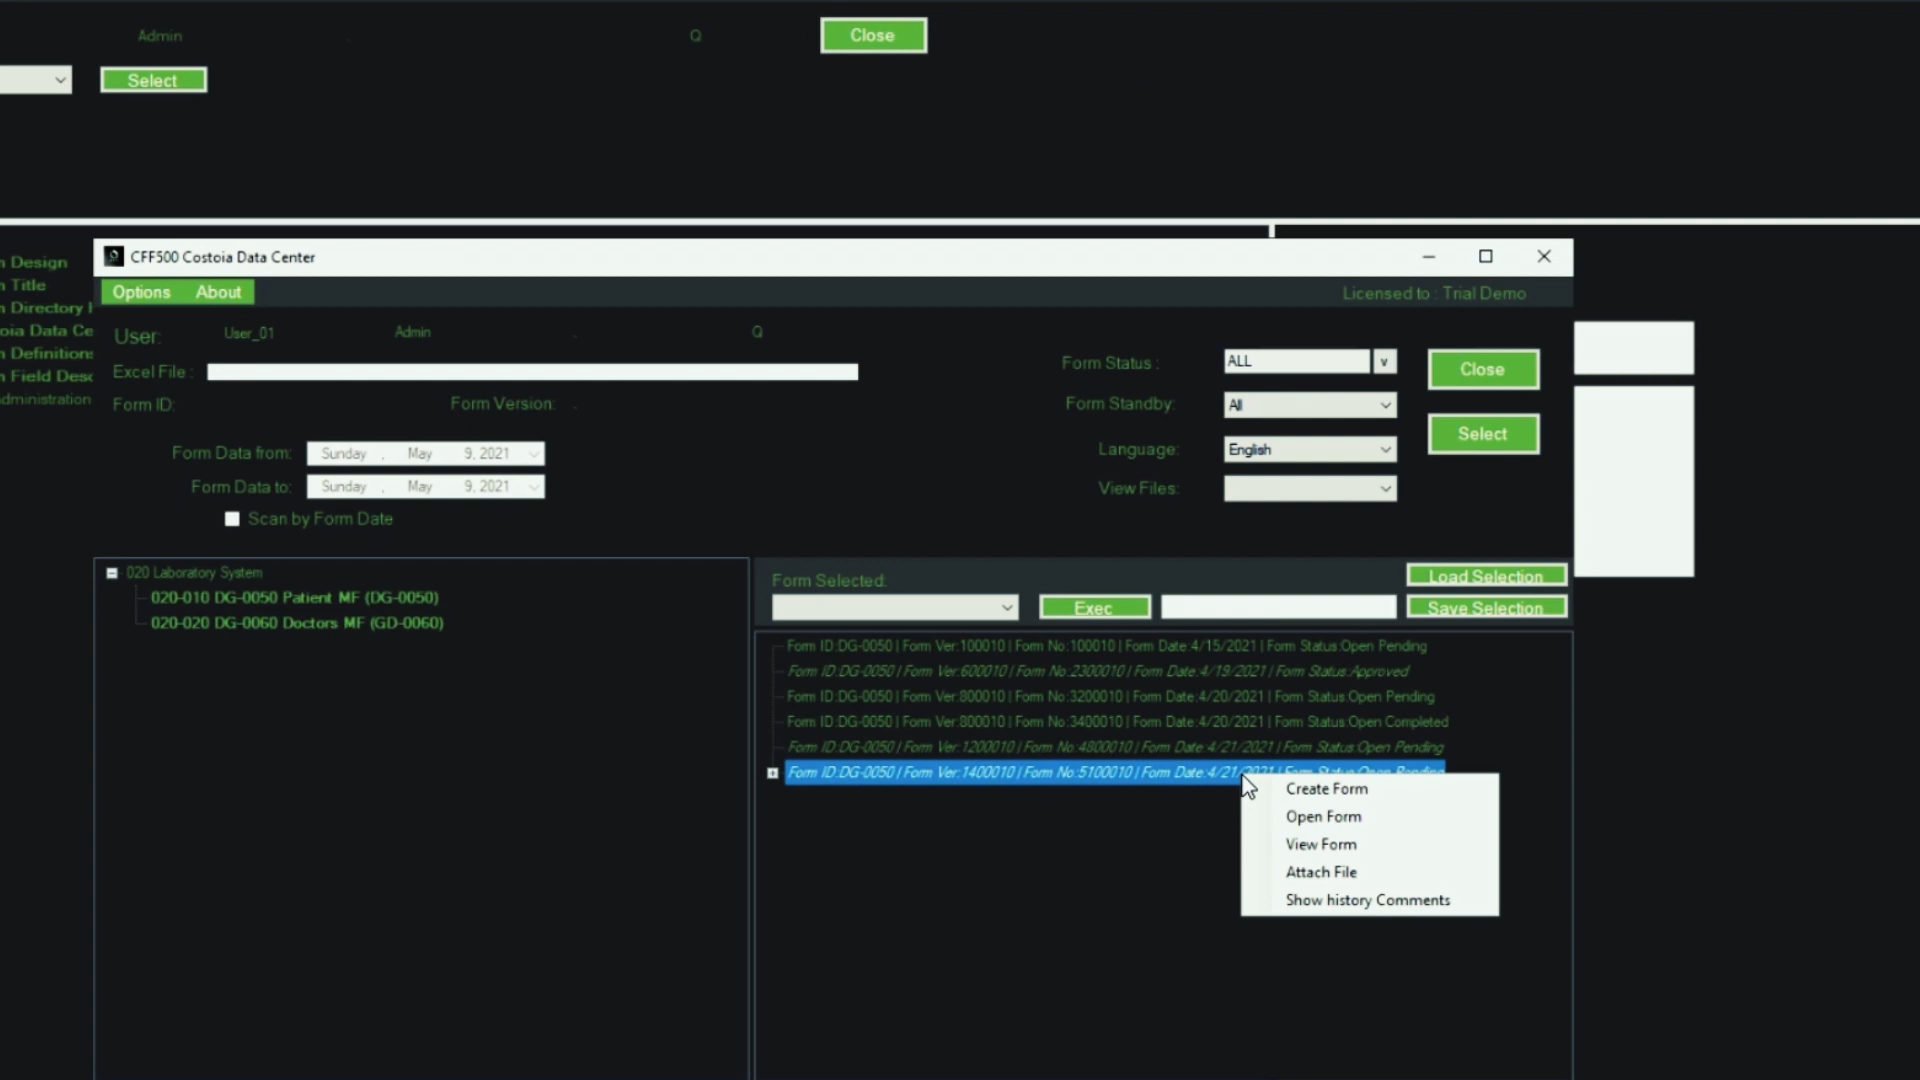 Admin Q Close
Select
CFF500 Costoia Data Center
Options About Licensed to : Trial Demo
Design
Title
Directory
Data Ce
Definitions
Field Desc
dministration
User: User_01 Admin . Q
Excel File :
Form ID: Form Version: .
Form Data from: Sunday , May 9, 2021
Form Data to: Sunday , May 9, 2021
Scan by Form Date
Form Status : ALL v Close
Form Standby: All
Language: English Select
View Files:
020 Laboratory System
020-010 DG-0050 Patient MF (DG-0050)
020-020 DG-0060 Doctors MF (GD-0060)
Form Selected: Load Selection
Exec Save Selection
Form ID:DG-0050 | Form Ver:100010 | Form No:100010 | Form Date:4/15/2021 | Form Status:Open Pending
Form ID:DG-0050 | Form Ver:600010 | Form No:2300010 | Form Date:4/19/2021 | Form Status:Approved
Form ID:DG-0050 | Form Ver:800010 | Form No:3200010 | Form Date:4/20/2021 | Form Status:Open Pending
Form ID:DG-0050 | Form Ver:800010 | Form No:3400010 | Form Date:4/20/2021 | Form Status:Open Completed
Form ID:DG-0050 | Form Ver:1200010 | Form No:4800010 | Form Date:4/21/2021 | Form Status:Open Pending
Form ID:DG-0050 | Form Ver:1400010 | Form No:5100010 | Form Date:4/21/2021 | Form Status:Open Pending
Create Form
Open Form
View Form
Attach File
Show history Comments